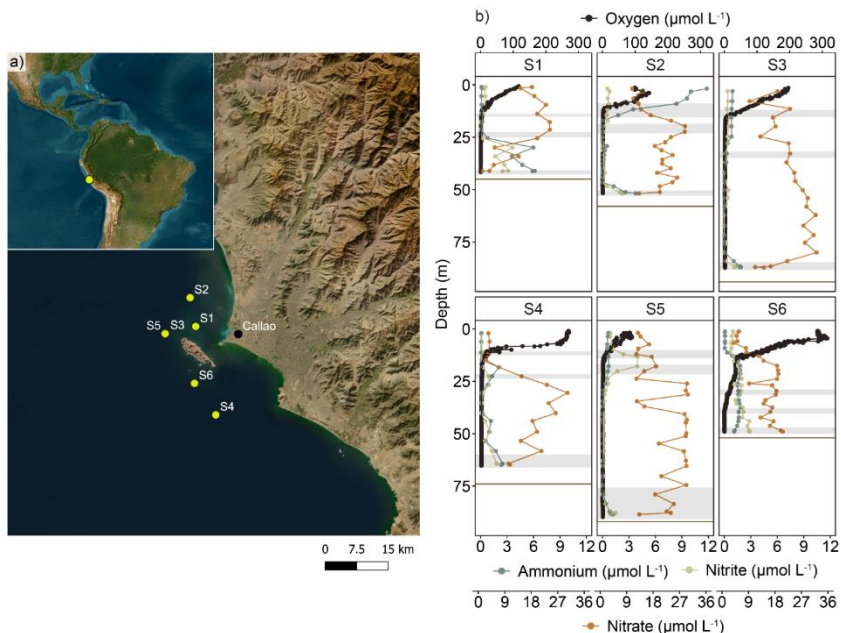 a)
S2
S1
S5 S3
Callao
S6
S4
0 7.5 15 km
b)
Oxygen (µmol L⁻¹)
0 100 200 300 0 100 200 300 0 100 200 300
S1 S2 S3
0
25
50
75
Depth (m)
S4 S5 S6
0
25
50
75
0 3 6 9 12 0 3 6 9 12 0 3 6 9 12
Ammonium (µmol L⁻¹) Nitrite (µmol L⁻¹)
0 9 18 27 36 0 9 18 27 36 0 9 18 27 36
Nitrate (µmol L⁻¹)